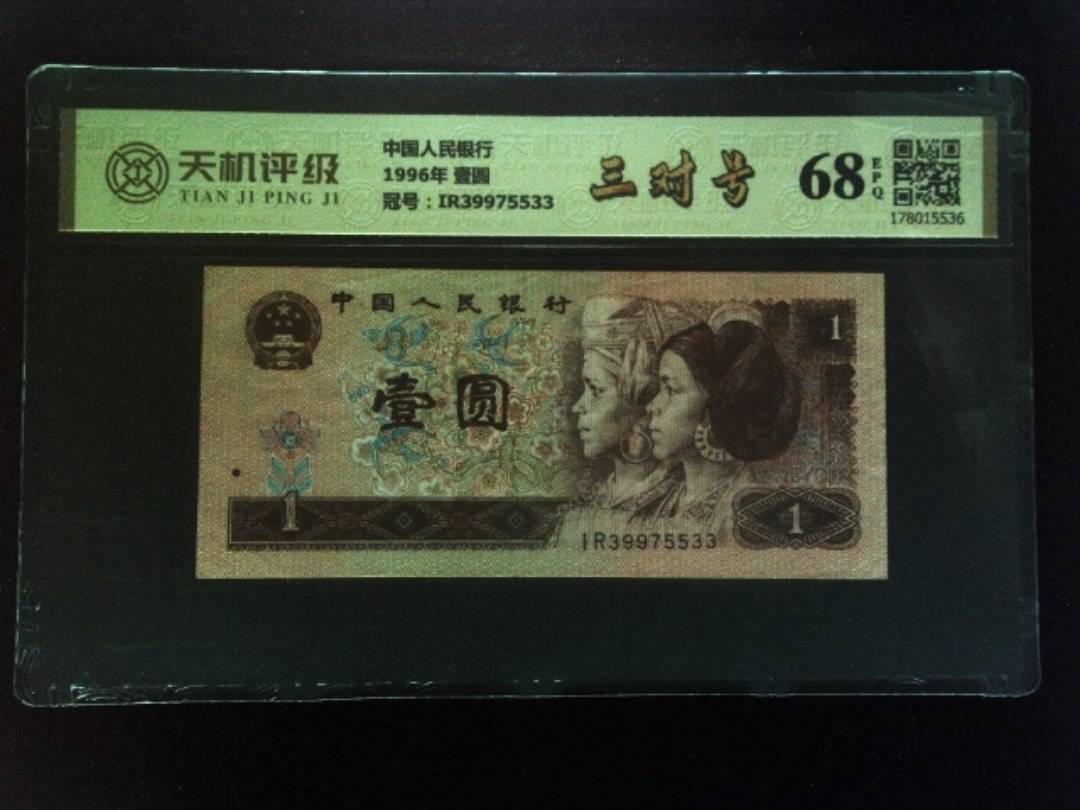 天机评级
TIAN JI PING JI
中国人民银行
1996年 壹圆
冠号：IR39975533
三对号
68
EPQ
178015536
中国人民银行
1
壹圆
1
1
IR39975533